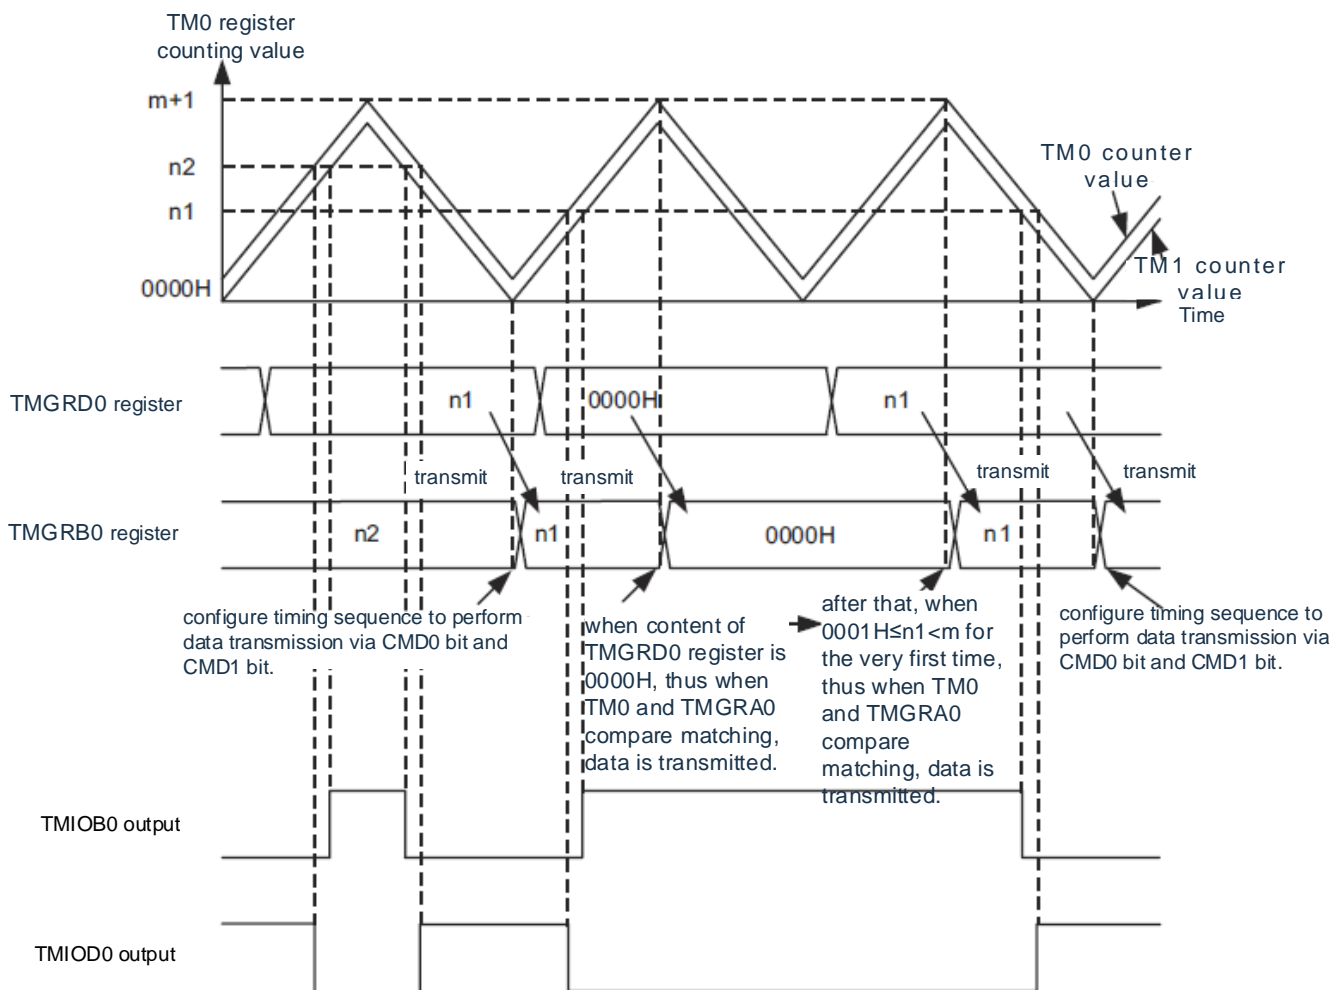 TM0 register
counting value
m+1
n2
n1
0000H
TM0 counter
value
TM1 counter
value
Time
TMGRD0 register
n1
0000H
n1
transmit
transmit
transmit
transmit
TMGRB0 register
n2
n1
0000H
n1
configure timing sequence to perform
data transmission via CMD0 bit and
CMD1 bit.
when content of
TMGRD0 register is
0000H, thus when
TM0 and TMGRA0
compare matching,
data is transmitted.
after that, when
0001H≤n1<m for
the very first time,
thus when TM0
and TMGRA0
compare
matching, data is
transmitted.
configure timing sequence to
perform data transmission via
CMD0 bit and CMD1 bit.
TMIOB0 output
TMIOD0 output